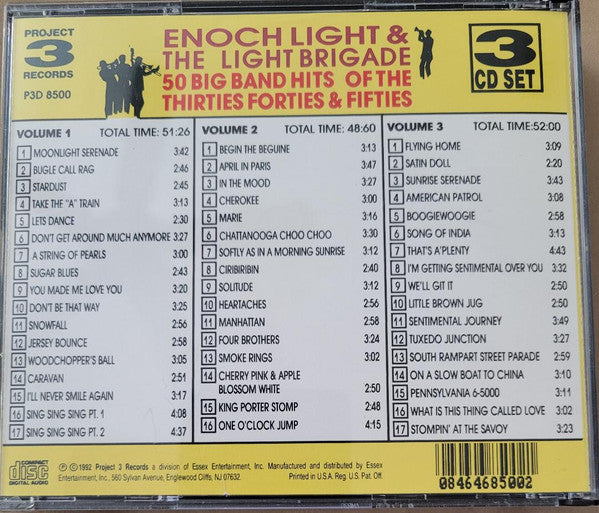 PROJECT
3
RECORDS
P3D 8500
ENOCH LIGHT &
THE LIGHT BRIGADE
50 BIG BAND HITS OF THE
THIRTIES FORTIES & FIFTIES
3
CD SET
VOLUME 1 TOTAL TIME: 51:26
1 MOONLIGHT SERENADE 3:42
2 BUGLE CALL RAG 2:46
3 STARDUST 2:45
4 TAKE THE "A" TRAIN 3:13
5 LETS DANCE 2:30
6 DON'T GET AROUND MUCH ANYMORE 3:27
7 A STRING OF PEARLS 3:00
8 SUGAR BLUES 2:43
9 YOU MADE ME LOVE YOU 3:20
10 DON'T BE THAT WAY 3:25
11 SNOWFALL 2:56
12 JERSEY BOUNCE 2:58
13 WOODCHOPPER'S BALL 3:05
14 CARAVAN 2:51
15 I'LL NEVER SMILE AGAIN 3:17
16 SING SING SING PT. 1 4:08
17 SING SING SING PT. 2 4:37
VOLUME 2 TOTAL TIME: 48:60
1 BEGIN THE BEGUINE 3:13
2 APRIL IN PARIS 3:47
3 IN THE MOOD 3:27
4 CHEROKEE 3:00
5 MARIE 3:16
6 CHATTANOOGA CHOO CHOO 3:30
7 SOFTLY AS IN A MORNING SUNRISE 3:12
8 CIRIBIRIBIN 2:40
9 SOLITUDE 3:12
10 HEARTACHES 2:56
11 MANHATTAN 2:58
12 FOUR BROTHERS 3:24
13 SMOKE RINGS 3:02
14 CHERRY PINK & APPLE
BLOSSOM WHITE 2:50
15 KING PORTER STOMP 2:48
16 ONE O'CLOCK JUMP 4:15
VOLUME 3 TOTAL TIME:52:00
1 FLYING HOME 3:09
2 SATIN DOLL 2:20
3 SUNRISE SERENADE 3:43
4 AMERICAN PATROL 3:08
5 BOOGIEWOOGIE 2:58
6 SONG OF INDIA 3:13
7 THAT'S A'PLENTY 4:43
8 I'M GETTING SENTIMENTAL OVER YOU 3:32
9 WE'LL GIT IT 2:50
10 LITTLE BROWN JUG 2:50
11 SENTIMENTAL JOURNEY 3:49
12 TUXEDO JUNCTION 3:27
13 SOUTH RAMPART STREET PARADE 2:59
14 ON A SLOW BOAT TO CHINA 3:10
15 PENNSYLVANIA 6-5000 3:11
16 WHAT IS THIS THING CALLED LOVE 3:02
17 STOMPIN' AT THE SAVOY 3:23
COMPACT
disc
DIGITAL AUDIO
℗ ©1992 Project 3 Records a division of Essex Entertainment, Inc. Manufactured and distributed by Essex
Entertainment, Inc., 560 Sylvan Avenue, Englewood Cliffs, NJ 07632. Printed in U.S.A. Reg. U.S. Pat. Off.
08464685002